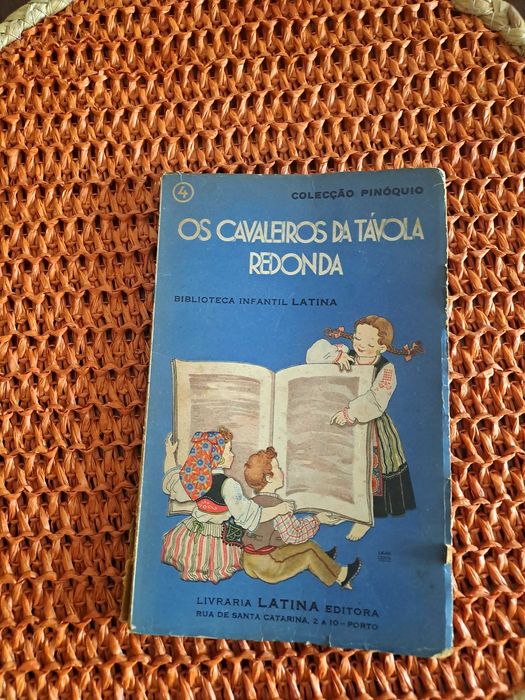 4
COLECÇÃO PINÓQUIO
OS CAVALEIROS DA TÁVOLA
REDONDA
BIBLIOTECA INFANTIL LATINA
LIVRARIA LATINA EDITORA
RUA DE SANTA CATARINA, 2 A 10 — PORTO